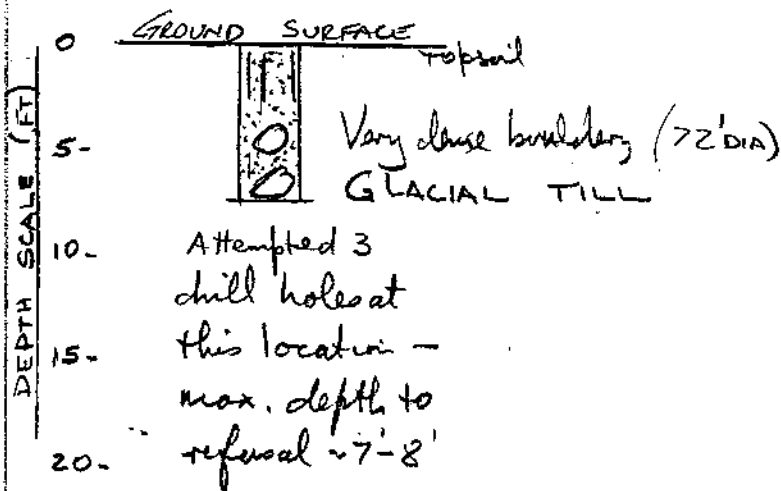 GROUND SURFACE
0
Topsoil
DEPTH SCALE (FT)
5-
Very dense bouldery (>2' DIA)
GLACIAL TILL
10-
Attempted 3
drill holes at
15-
this location -
max. depth to
20-
refusal ~7'-8'